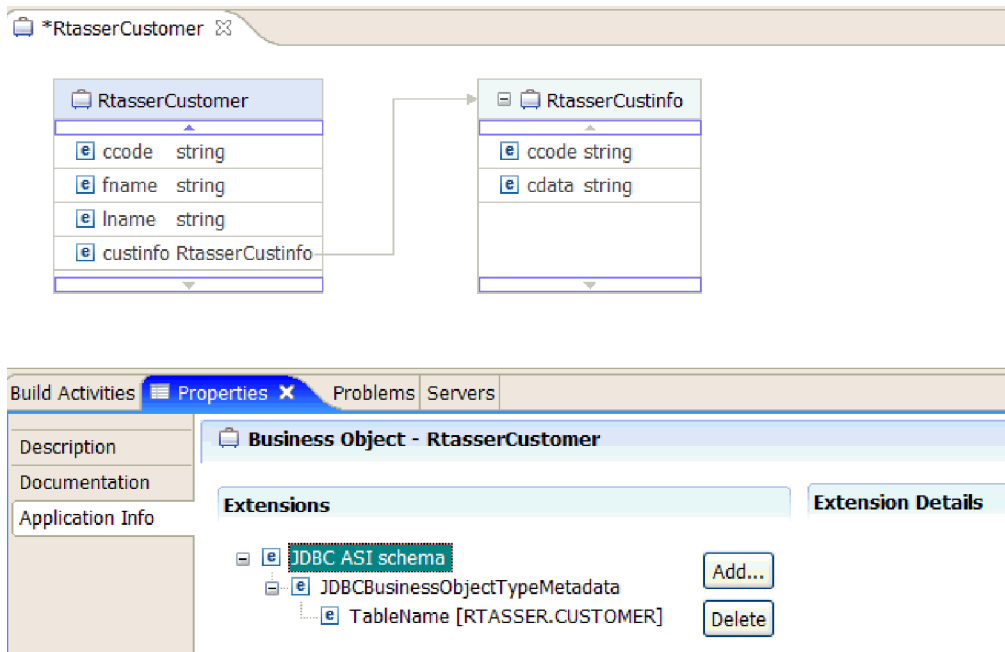 *RtasserCustomer
RtasserCustomer
ccode string
fname string
lname string
custinfo RtasserCustinfo
RtasserCustinfo
ccode string
cdata string
Build Activities Properties Problems Servers
Description
Documentation
Application Info
Business Object - RtasserCustomer
Extensions
JDBC ASI schema
JDBCBusinessObjectTypeMetadata
TableName [RTASSER.CUSTOMER]
Add...
Delete
Extension Details